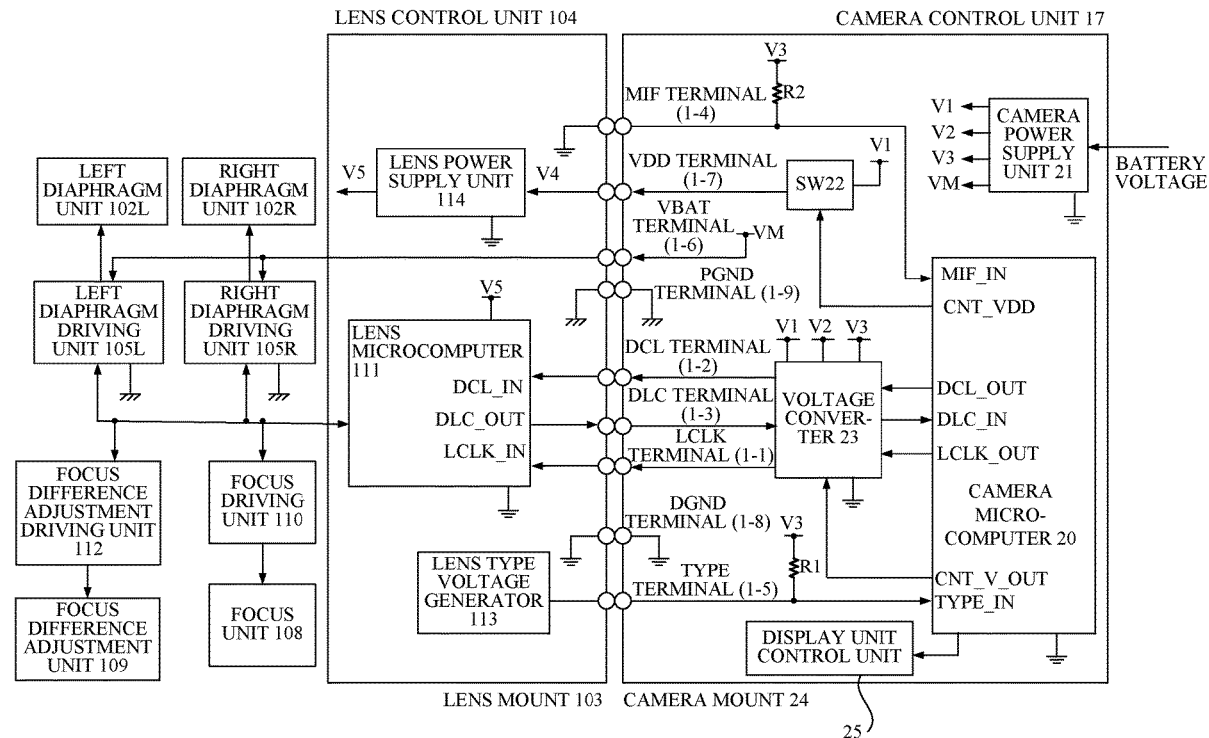 LENS CONTROL UNIT 104
CAMERA CONTROL UNIT 17
V3
R2
MIF TERMINAL
(1-4)
V1
V2
V3
VM
CAMERA
POWER
SUPPLY
UNIT 21
BATTERY
VOLTAGE
LEFT
DIAPHRAGM
UNIT 102L
RIGHT
DIAPHRAGM
UNIT 102R
V5
LENS POWER
SUPPLY UNIT
114
V4
VDD TERMINAL
(1-7)
SW22
V1
VBAT
TERMINAL
(1-6)
VM
LEFT
DIAPHRAGM
DRIVING
UNIT 105L
RIGHT
DIAPHRAGM
DRIVING
UNIT 105R
PGND
TERMINAL (1-9)
MIF_IN
CNT_VDD
V5
LENS
MICROCOMPUTER
111
DCL_IN
DLC_OUT
LCLK_IN
DCL TERMINAL
(1-2)
DLC TERMINAL
(1-3)
LCLK
TERMINAL (1-1)
V1
V2
V3
VOLTAGE
CONVER-
TER 23
DCL_OUT
DLC_IN
LCLK_OUT
CAMERA
MICRO-
COMPUTER 20
FOCUS
DIFFERENCE
ADJUSTMENT
DRIVING UNIT
112
FOCUS
DRIVING
UNIT 110
DGND
TERMINAL (1-8)
V3
R1
LENS TYPE
VOLTAGE
GENERATOR
113
TYPE
TERMINAL
(1-5)
CNT_V_OUT
TYPE_IN
FOCUS DIFFERENCE
ADJUSTMENT
UNIT 109
FOCUS
UNIT 108
DISPLAY UNIT
CONTROL UNIT
LENS MOUNT 103
CAMERA MOUNT 24
25